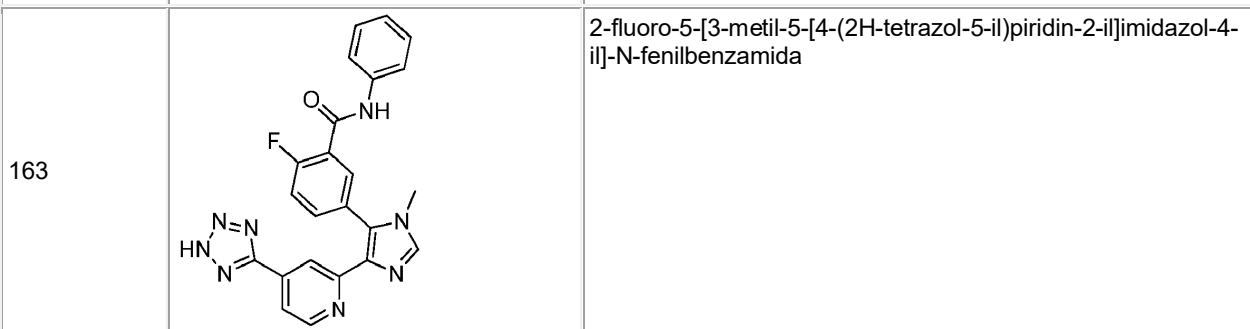 163
O
NH
F
N
N=N
HN
N
N
N
N
2-fluoro-5-[3-metil-5-[4-(2H-tetrazol-5-il)piridin-2-il]imidazol-4-
il]-N-fenilbenzamida